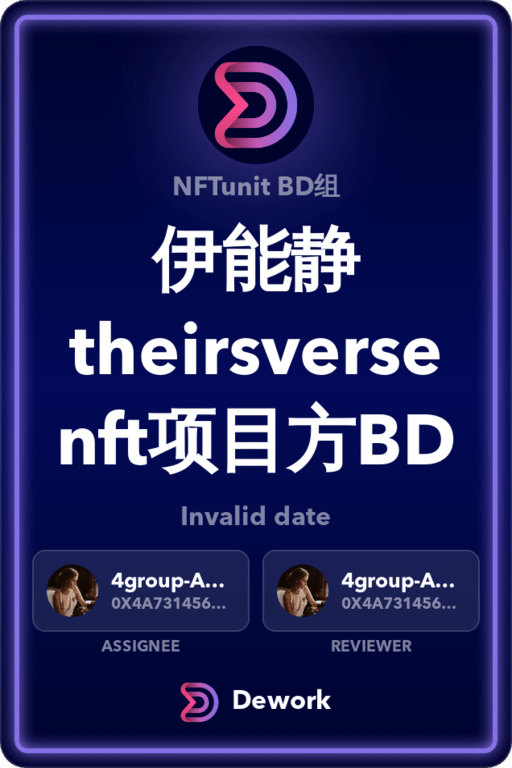 NFTunit BD组
伊能静
theirsverse
nft项目方BD
Invalid date
4group-A...
0X4A731456...
4group-A...
0X4A731456...
ASSIGNEE
REVIEWER
Dework